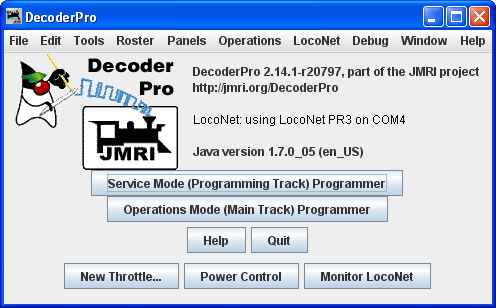 DecoderPro
File Edit Tools Roster Panels Operations LocoNet Debug Window Help
Decoder
Pro
JMRI
DecoderPro 2.14.1-r20797, part of the JMRI project
http://jmri.org/DecoderPro
LocoNet: using LocoNet PR3 on COM4
Java version 1.7.0_05 (en_US)
Service Mode (Programming Track) Programmer
Operations Mode (Main Track) Programmer
Help Quit
New Throttle... Power Control Monitor LocoNet